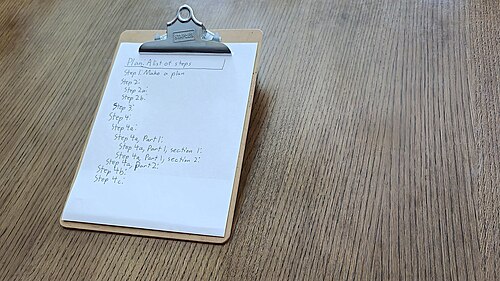 Plan: A list of steps
Step 1: Make a plan
Step 2:
Step 2a:
Step 2b:
Step 3:
Step 4:
Step 4a:
Step 4a, Part 1:
Step 4a, Part 1, section 1:
Step 4a, Part 1, section 2:
Step 4a, Part 2:
Step 4b:
Step 4c: